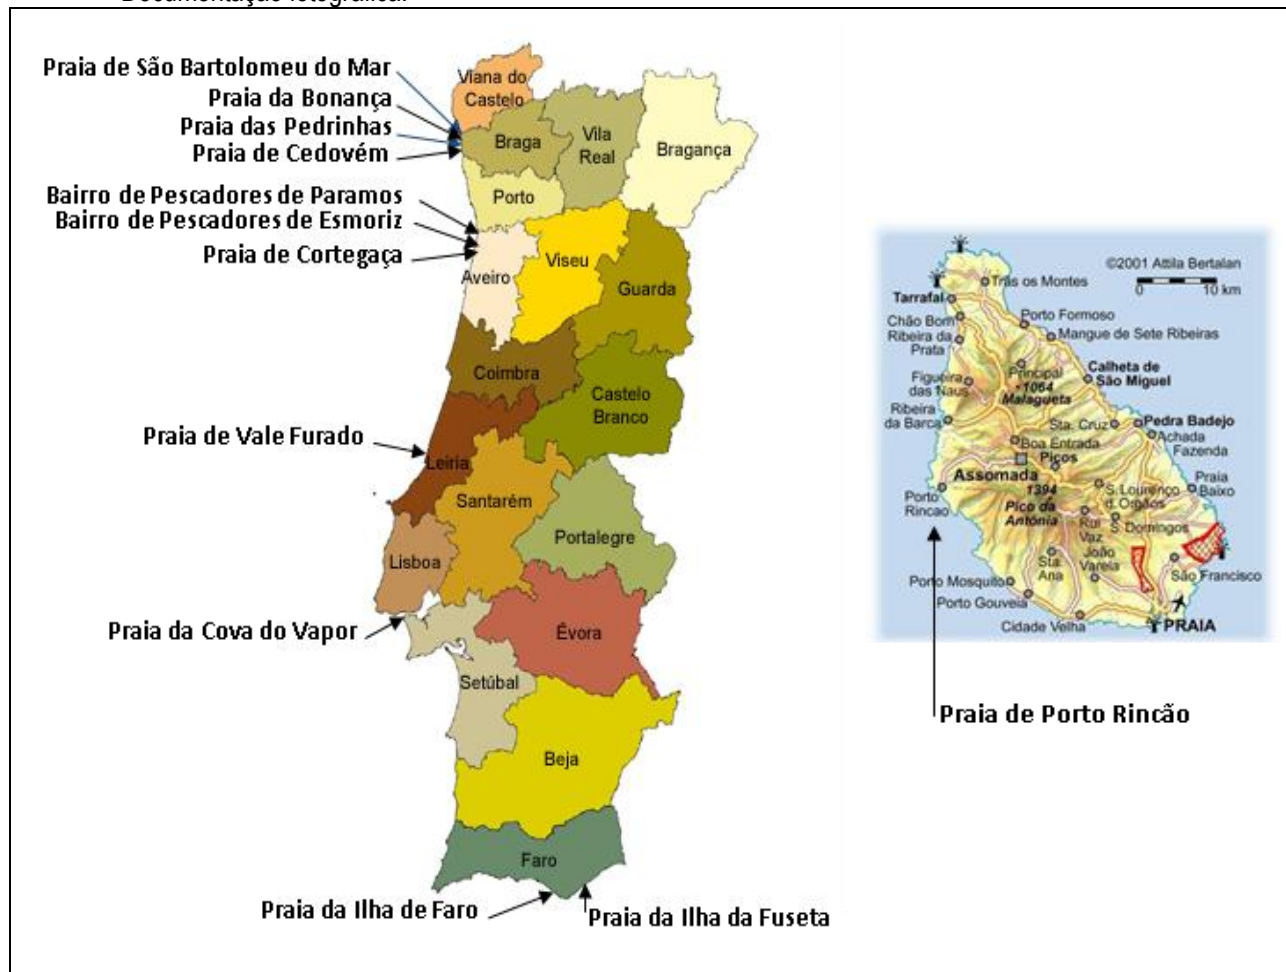 Documentação fotográfica.
Praia de São Bartolomeu do Mar
Praia da Bonança
Praia das Pedrinhas
Praia de Cedovém
Bairro de Pescadores de Paramos
Bairro de Pescadores de Esmoriz
Praia de Cortegaça
Praia de Vale Furado
Praia da Cova do Vapor
Praia da Ilha de Faro
Praia da Ilha da Fuseta
Viana do
Castelo
Braga
Vila
Real
Bragança
Porto
Aveiro
Viseu
Guarda
Coimbra
Castelo
Branco
Leiria
Santarém
Portalegre
Lisboa
Évora
Setúbal
Beja
Faro
©2001 Attila Bertalan
0 10 km
Trás os Montes
Tarrafal
Chão Bom
Porto Formoso
Ribeira da
Prata
Mangue de Sete Ribeiras
Principal
1064
Malagueta
Calheta de
São Miguel
Figueira
das Naus
Ribeira
da Barca
Sta. Cruz
Pedra Badejo
Achada
Fazenda
Boa Entrada
Picos
Assomada
Porto
Rincao
1394
Pico da
Antónia
S. Lourenço
d. Orgãos
Praia
Baixo
Rui
Vaz
S. Domingos
João
Varela
Sta.
Ana
São Francisco
Porto Mosquito
Porto Gouveia
Cidade Velha
PRAIA
Praia de Porto Rincão